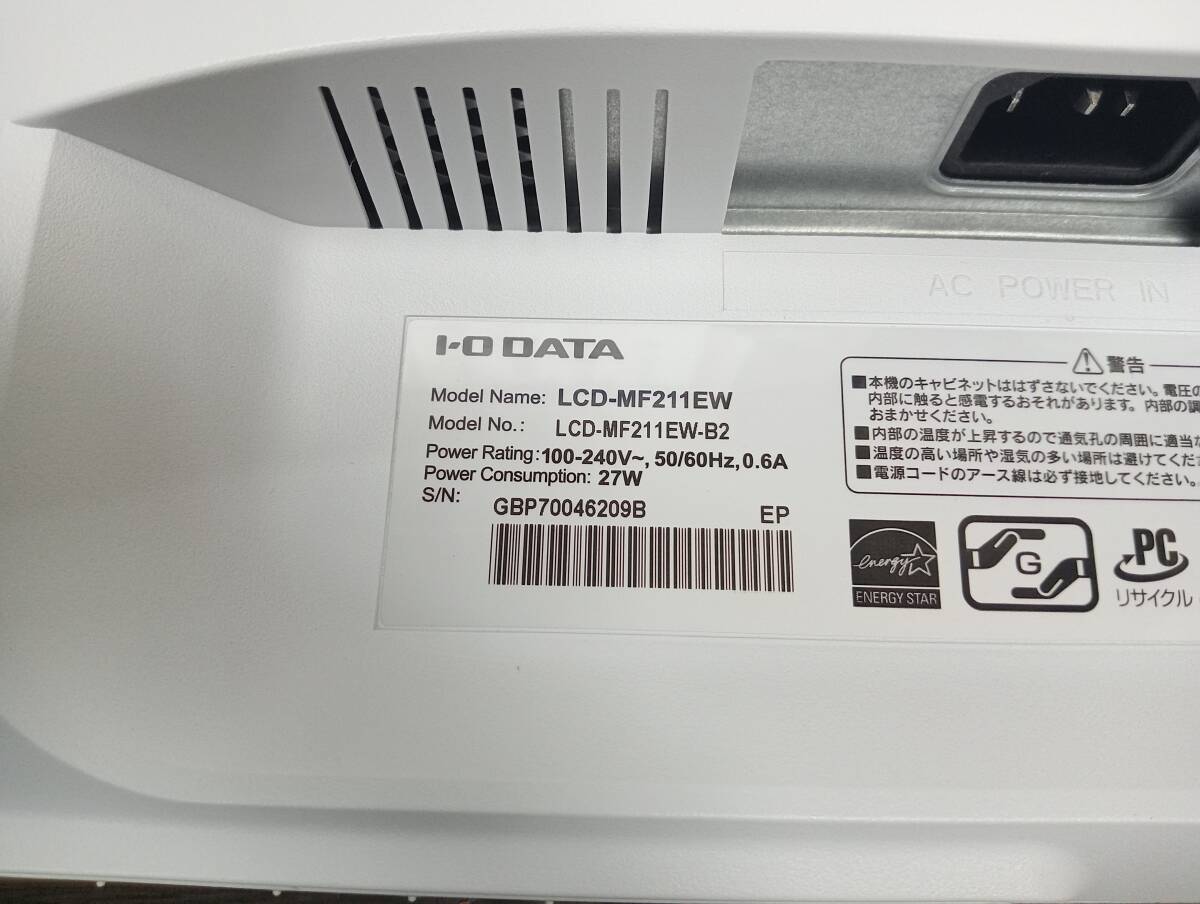 AC POWER IN
I-O DATA
Model Name: LCD-MF211EW
Model No.: LCD-MF211EW-B2
Power Rating:100-240V~, 50/60Hz, 0.6A
Power Consumption: 27W
S/N: GBP70046209B EP
警告
■本機のキャビネットははずさないでください。電圧の
内部に触ると感電するおそれがあります。内部の調
おまかせください。
■内部の温度が上昇するので通気孔の周囲に適当な
■温度の高い場所や湿気の多い場所は避けてくだ
■電源コードのアース線は必ず接地してください。
energy
ENERGY STAR
G
PC
リサイクル